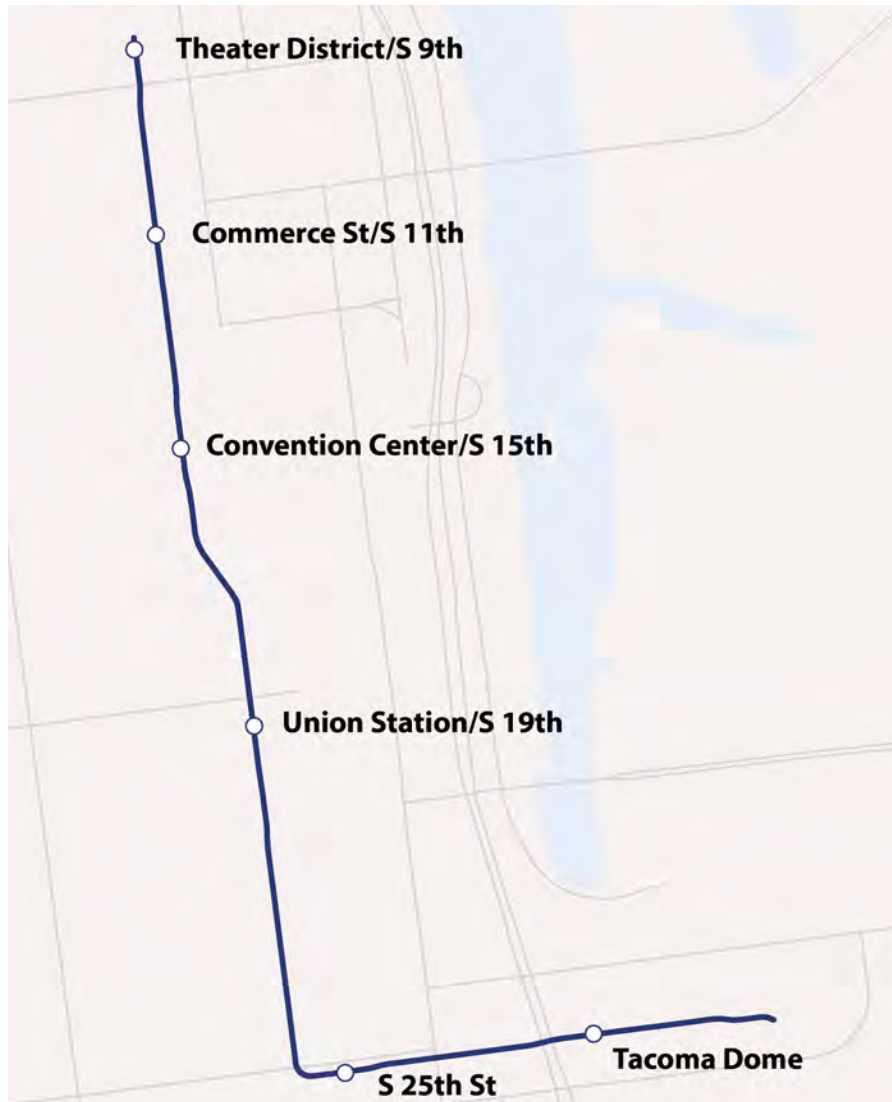 Theater District/S 9th
Commerce St/S 11th
Convention Center/S 15th
Union Station/S 19th
Tacoma Dome
S 25th St